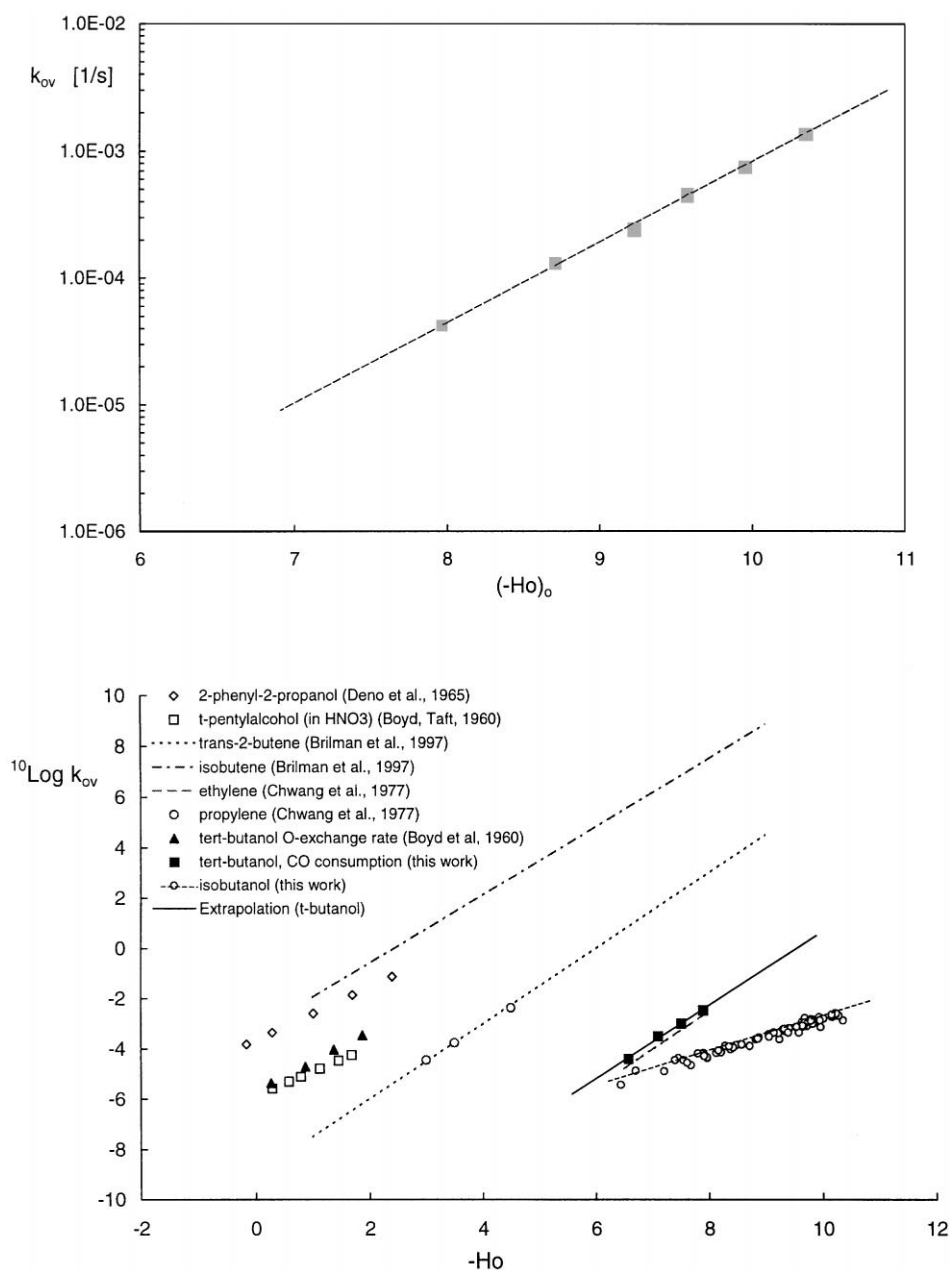 1.0E-02
k_ov [1/s]
1.0E-03
1.0E-04
1.0E-05
1.0E-06
6 7 8 9 10 11
(-Ho)_o
10
¹⁰Log k_ov
8
6
4
2
0
-2
-4
-6
-8
-10
2-phenyl-2-propanol (Deno et al., 1965)
t-pentylalcohol (in HNO3) (Boyd, Taft, 1960)
trans-2-butene (Brilman et al., 1997)
isobutene (Brilman et al., 1997)
ethylene (Chwang et al. 1977)
propylene (Chwang et al., 1977)
tert-butanol O-exchange rate (Boyd et al, 1960)
tert-butanol, CO consumption (this work)
isobutanol (this work)
Extrapolation (t-butanol)
-2 0 2 4 6 8 10 12
-Ho